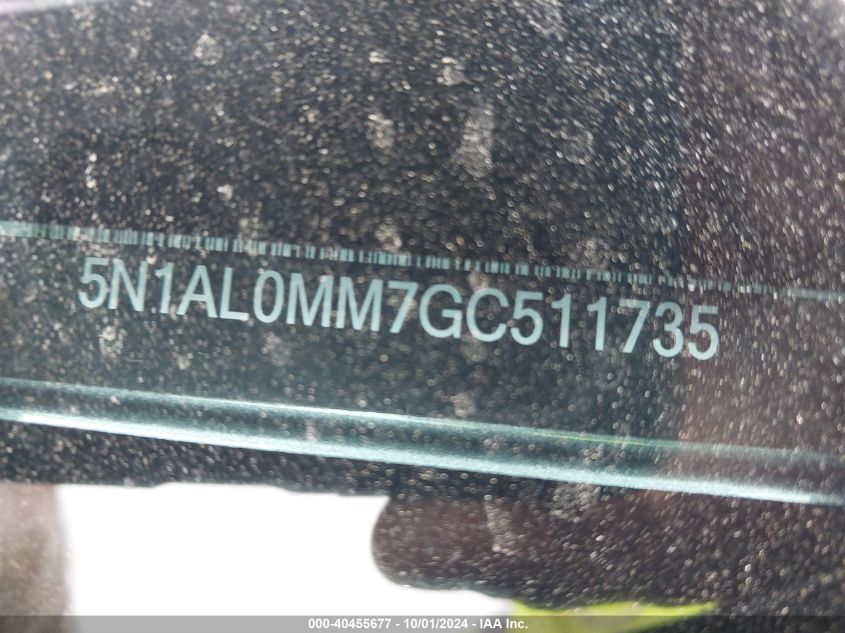 5N1AL0MM7GC511735
000-40455677 - 10/01/2024 - IAA Inc.